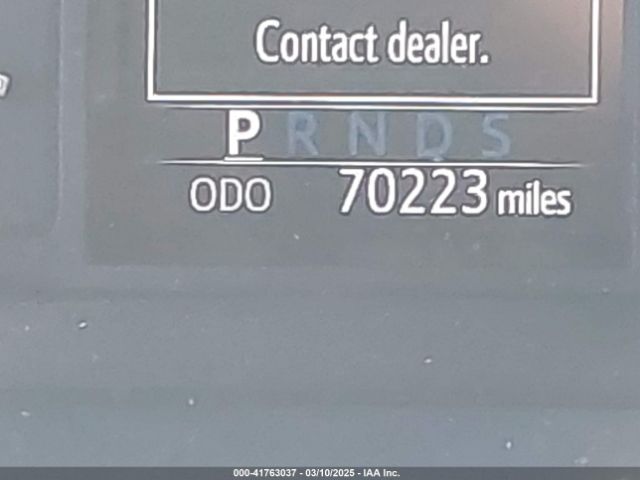 Contact dealer.
P R N D S
ODO 70223 miles
000-41763037 - 03/10/2025 - IAA Inc.